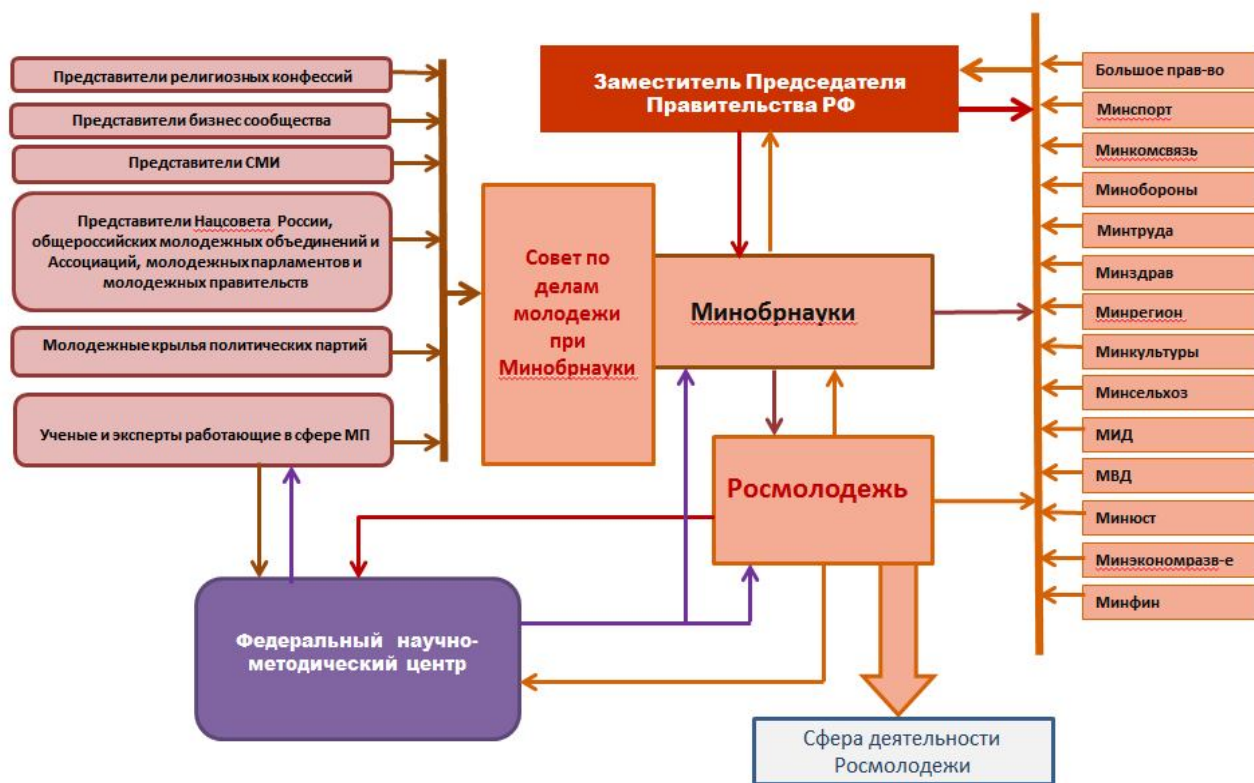 Представители религиозных конфессий
Представители бизнес сообщества
Представители СМИ
Представители Нацсовета России,
общероссийских молодежных объединений и
Ассоциаций, молодежных парламентов и
молодежных правительств
Молодежные крылья политических партий
Ученые и эксперты работающие в сфере МП
Совет по
делам
молодежи
при
Минобрнауки
Заместитель Председателя
Правительства РФ
Минобрнауки
Росмолодежь
Федеральный научно-
методический центр
Сфера деятельности
Росмолодежи
Большое прав-во
Минспорт
Минкомсвязь
Минобороны
Минтруда
Минздрав
Минрегион
Минкультуры
Минсельхоз
МИД
МВД
Минюст
Минэкономразв-е
Минфин